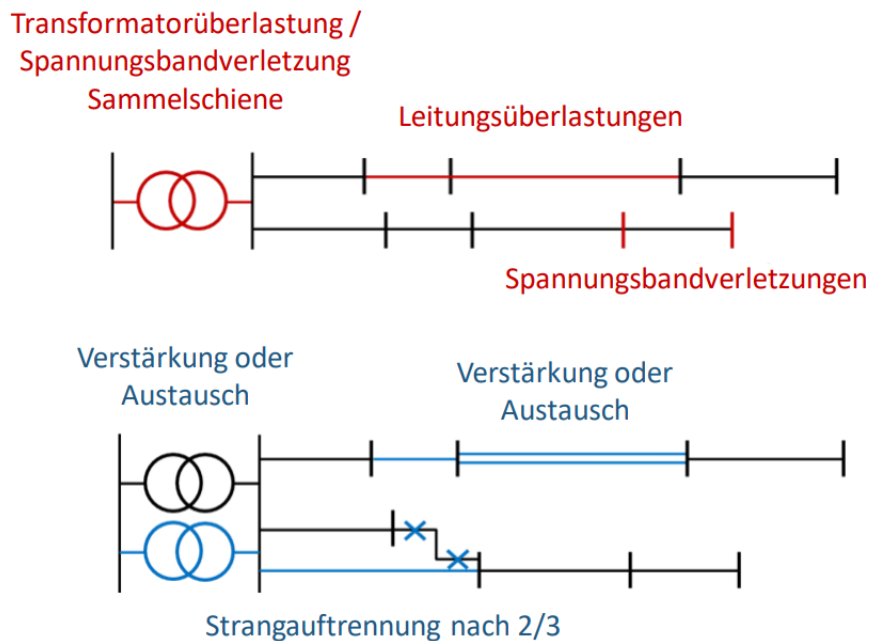 Transformatorüberlastung /
Spannungsbandverletzung
Sammelschiene
Leitungsüberlastungen
Spannungsbandverletzungen
Verstärkung oder
Austausch
Verstärkung oder
Austausch
Strangauftrennung nach 2/3